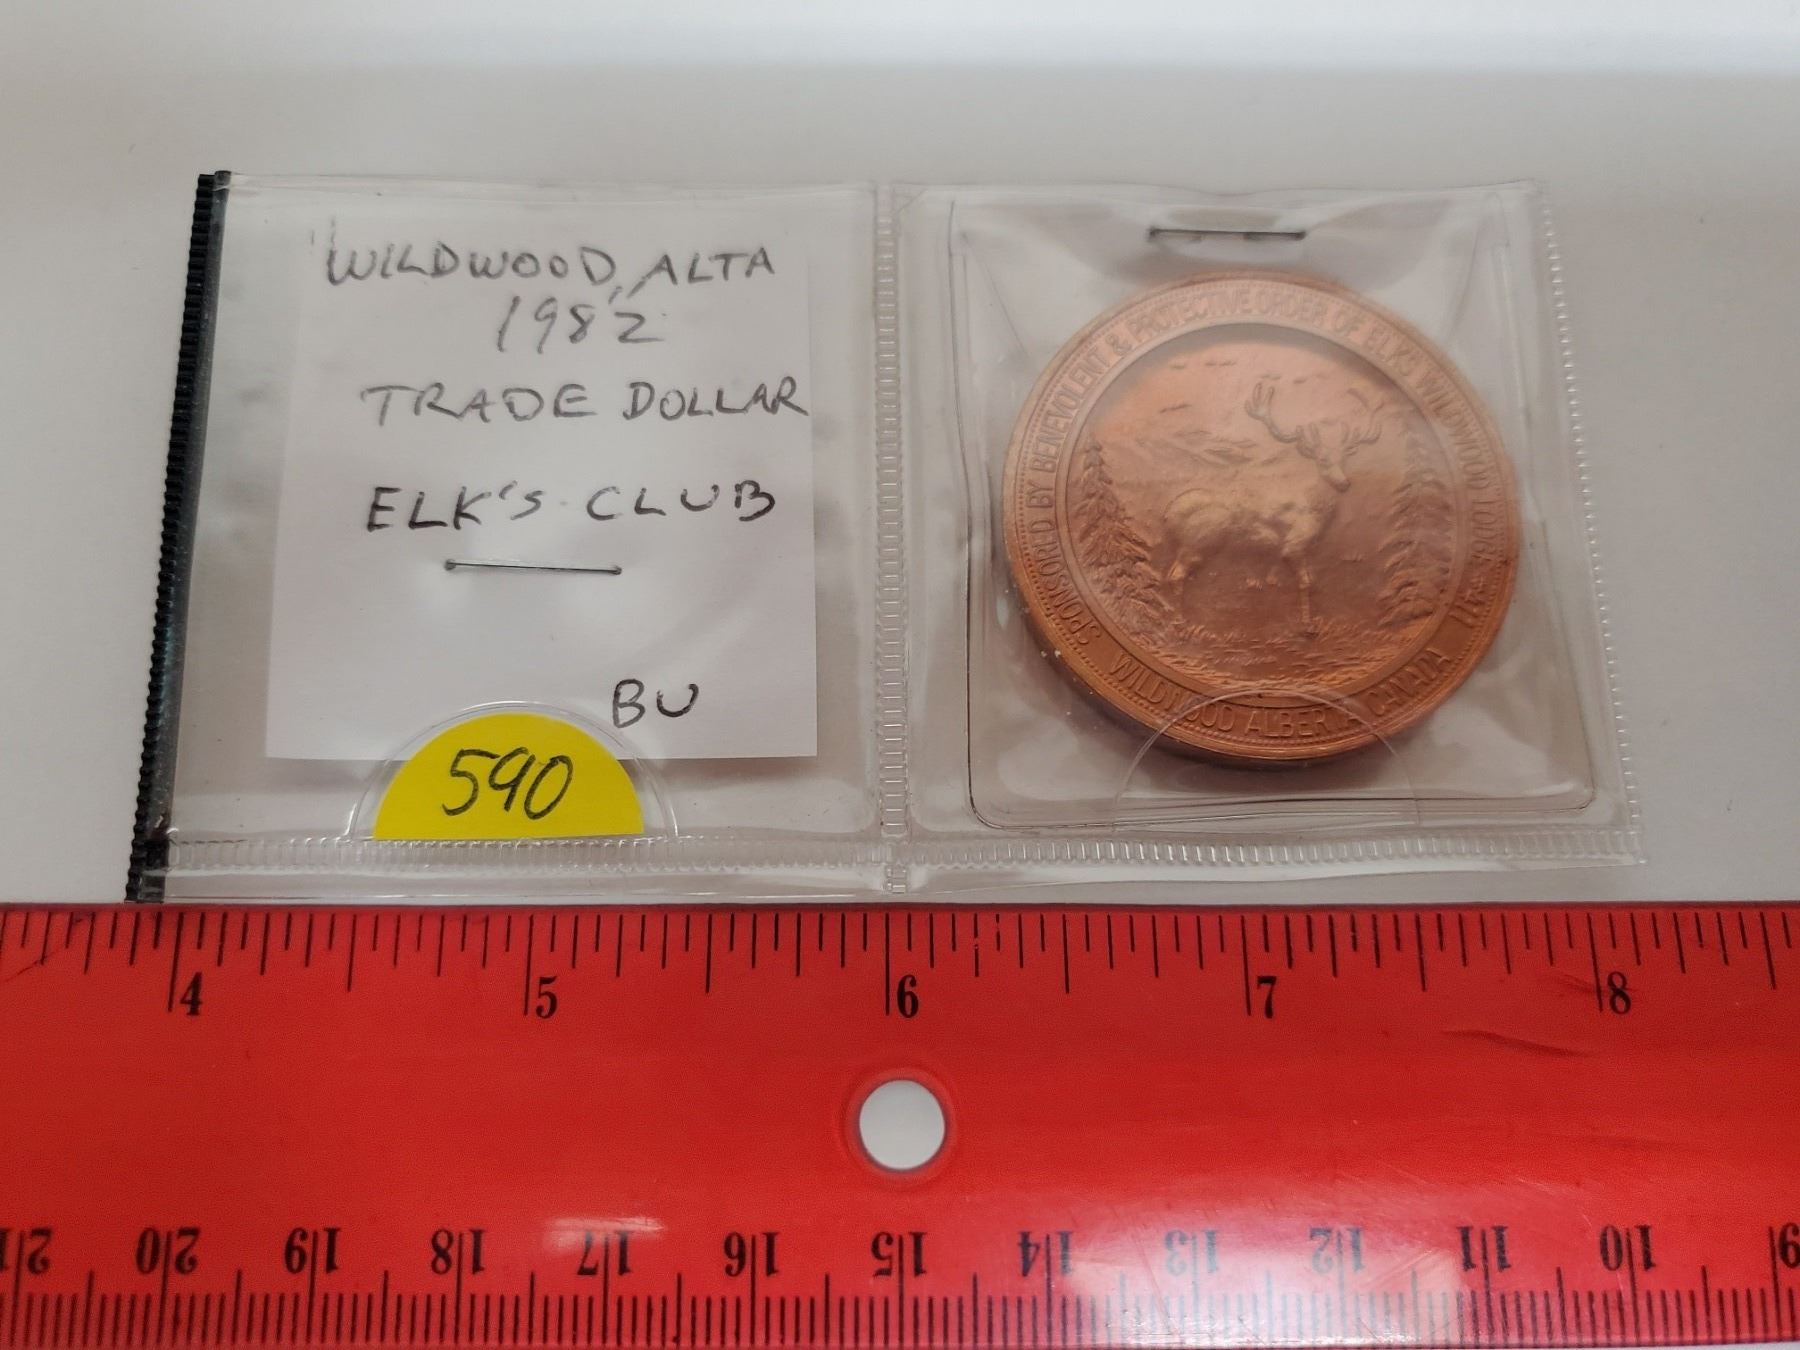 WILDWOOD, ALTA
1982
TRADE DOLLAR
ELK'S CLUB
BU
590
SPONSORED BY BENEVOLENT & PROTECTIVE ORDER OF ELK'S WILDWOOD LODGE
WILDWOOD ALBERTA CANADA
4 5 6 7 8
21 20 19 18 17 16 15 14 13 12 11 10 9